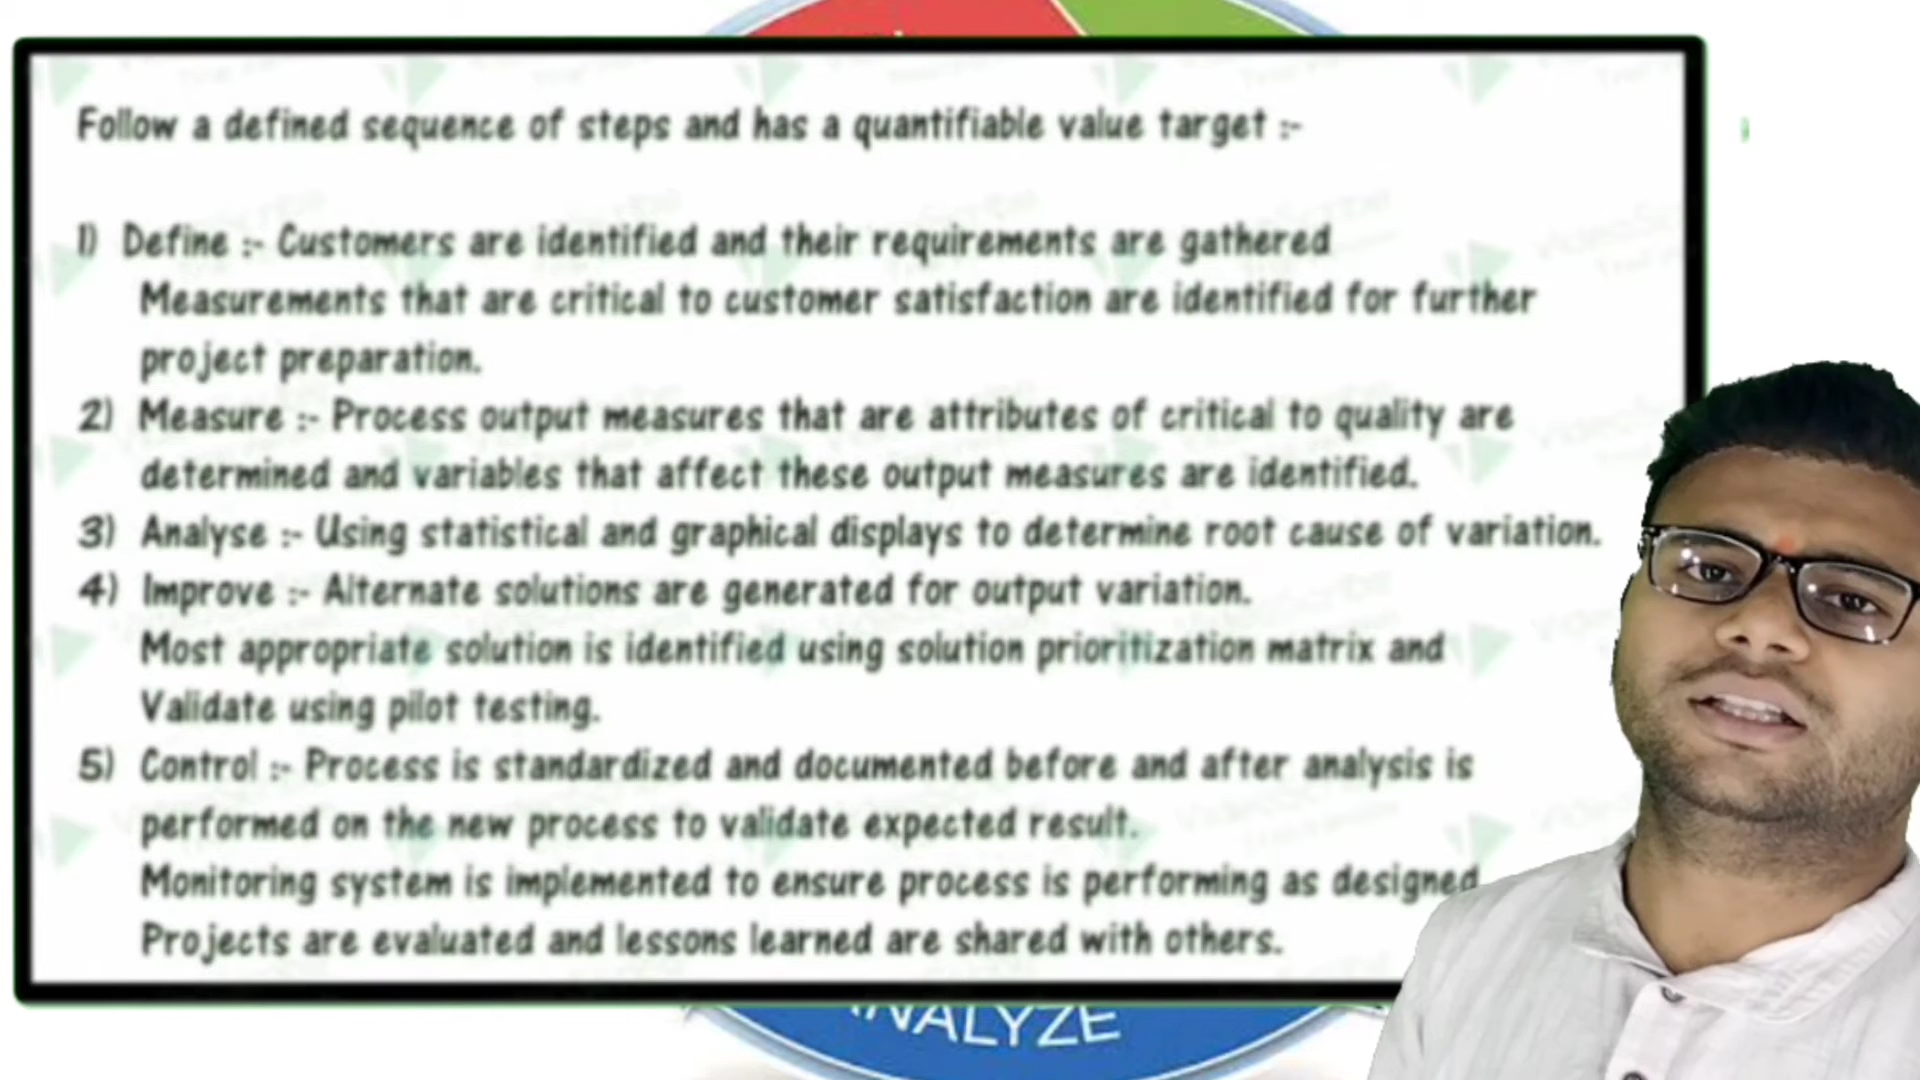 Follow a defined sequence of steps and has a quantifiable value target :-
1) Define :- Customers are identified and their requirements are gathered
Measurements that are critical to customer satisfaction are identified for further
project preparation.
2) Measure :- Process output measures that are attributes of critical to quality are
determined and variables that affect these output measures are identified.
3) Analyse :- Using statistical and graphical displays to determine root cause of variation.
4) Improve :- Alternate solutions are generated for output variation.
Most appropriate solution is identified using solution prioritization matrix and
Validate using pilot testing.
5) Control :- Process is standardized and documented before and after analysis is
performed on the new process to validate expected result.
Monitoring system is implemented to ensure process is performing as designed
Projects are evaluated and lessons learned are shared with others.
ANALYZE